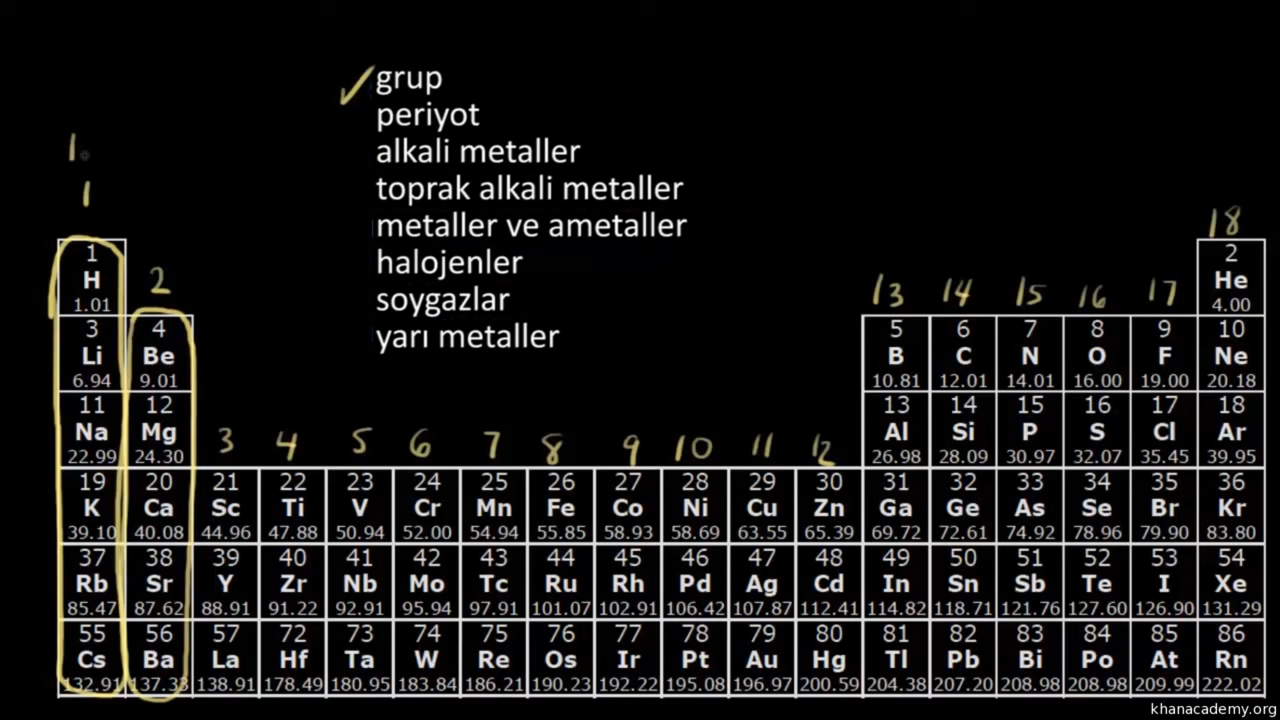 grup
periyot
alkali metaller
toprak alkali metaller
metaller ve ametaller
halojenler
soygazlar
yarı metaller
1
1
18
1 2
H 2 13 14 15 16 17 He
1.01 4.00
3 4 5 6 7 8 9 10
Li Be B C N O F Ne
6.94 9.01 10.81 12.01 14.01 16.00 19.00 20.18
11 12 13 14 15 16 17 18
Na Mg 3 4 5 6 7 8 9 10 11 12 Al Si P S Cl Ar
22.99 24.30 26.98 28.09 30.97 32.07 35.45 39.95
19 20 21 22 23 24 25 26 27 28 29 30 31 32 33 34 35 36
K Ca Sc Ti V Cr Mn Fe Co Ni Cu Zn Ga Ge As Se Br Kr
39.10 40.08 44.96 47.88 50.94 52.00 54.94 55.85 58.93 58.69 63.55 65.39 69.72 72.61 74.92 78.96 79.90 83.80
37 38 39 40 41 42 43 44 45 46 47 48 49 50 51 52 53 54
Rb Sr Y Zr Nb Mo Tc Ru Rh Pd Ag Cd In Sn Sb Te I Xe
85.47 87.62 88.91 91.22 92.91 95.94 97.91 101.07 102.91 106.42 107.87 112.41 114.82 118.71 121.76 127.60 126.90 131.29
55 56 57 72 73 74 75 76 77 78 79 80 81 82 83 84 85 86
Cs Ba La Hf Ta W Re Os Ir Pt Au Hg Tl Pb Bi Po At Rn
132.91 137.33 138.91 178.49 180.95 183.84 186.21 190.23 192.22 195.08 196.97 200.59 204.38 207.20 208.98 208.98 209.99 222.02
khanacademy.org